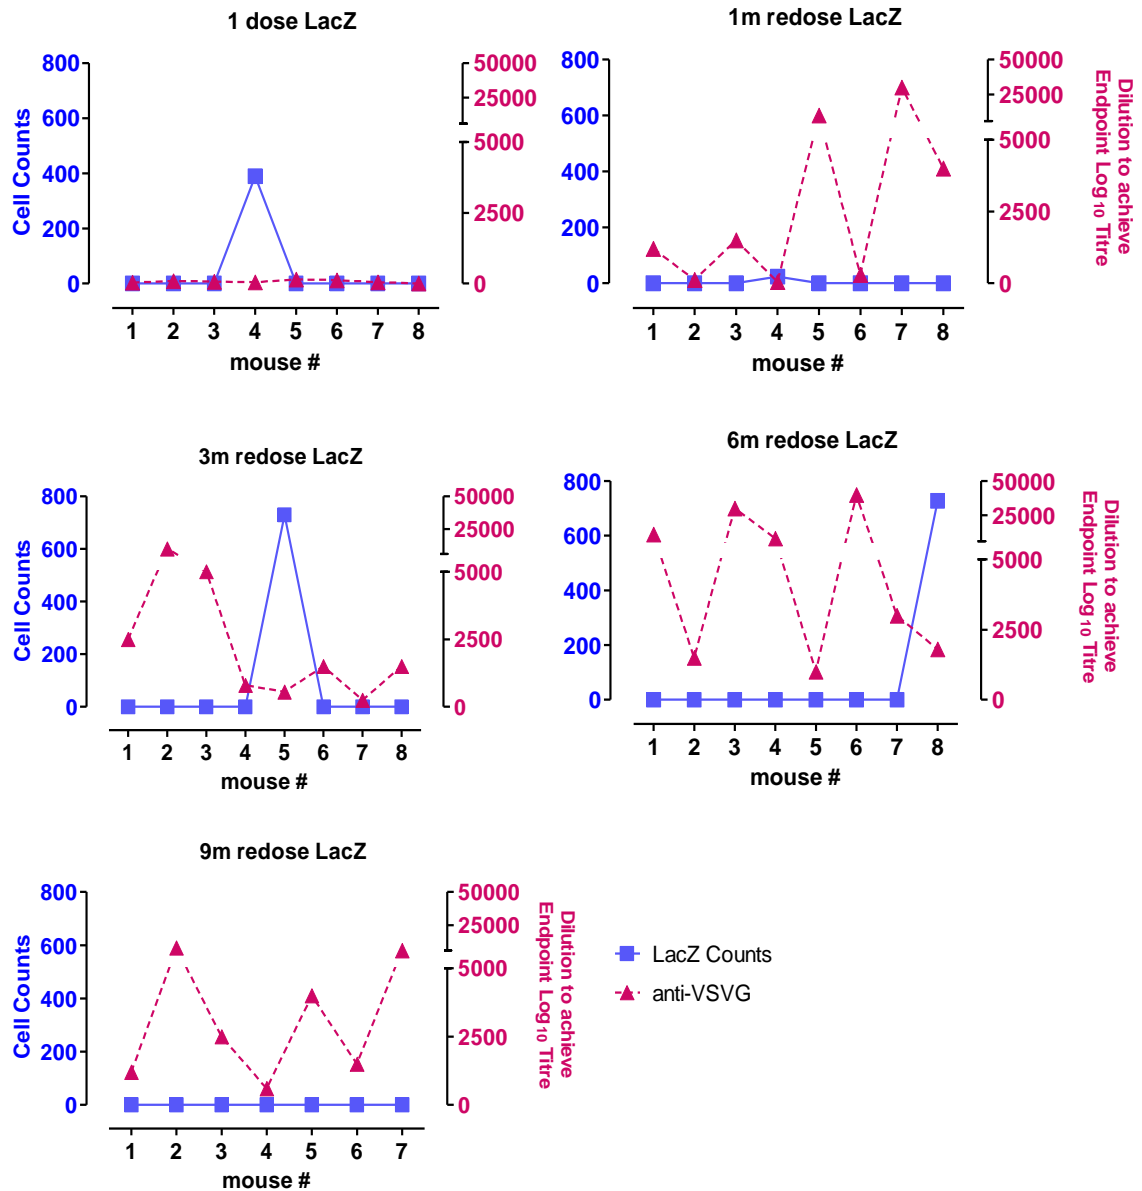 1 dose LacZ
800
600
400
200
0
Cell Counts
50000
25000
5000
2500
0
1 2 3 4 5 6 7 8
mouse #
1m redose LacZ
800
600
400
200
0
50000
25000
5000
2500
0
Dilution to achieve
Endpoint Log 10 Titre
1 2 3 4 5 6 7 8
mouse #
3m redose LacZ
800
600
400
200
0
Cell Counts
50000
25000
5000
2500
0
1 2 3 4 5 6 7 8
mouse #
6m redose LacZ
800
600
400
200
0
50000
25000
5000
2500
0
Dilution to achieve
Endpoint Log 10 Titre
1 2 3 4 5 6 7 8
mouse #
9m redose LacZ
800
600
400
200
0
Cell Counts
50000
25000
5000
2500
0
Dilution to achieve
Endpoint Log 10 Titre
1 2 3 4 5 6 7
mouse #
LacZ Counts
anti-VSVG